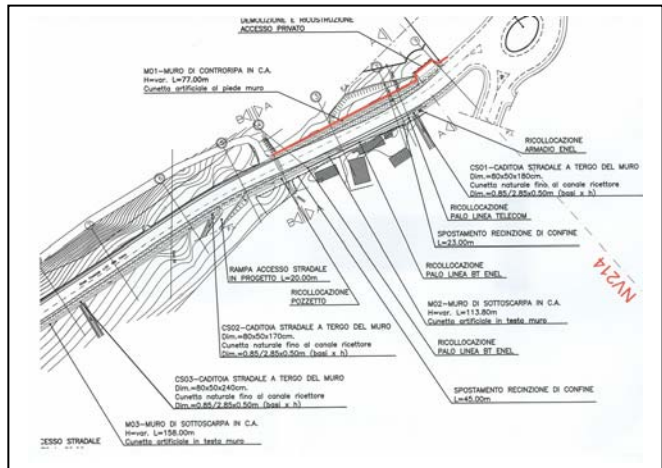 DEMOLIZIONE E RICOSTRUZIONE
ACCESSO PRIVATO
M01-MURO DI CONTRORIPA IN C.A.
H=var. L=77.00m
Cunetta artificiale al piede muro
RICOLLOCAZIONE
ARMADIO ENEL
CS01-CADITOIA STRADALE A TERGO DEL MURO
Dim.=80x50x180cm.
Cunetta naturale fino al canale ricettore
Dim.=0.85/2.85x0.50m (basi x h)
RICOLLOCAZIONE
PALO LINEA TELECOM
SPOSTAMENTO RECINZIONE DI CONFINE
L=23.00m
RICOLLOCAZIONE
PALO LINEA BT ENEL
NV214
RAMPA ACCESSO STRADALE
IN PROGETTO L=20.00m
RICOLLOCAZIONE
POZZETTO
M02-MURO DI SOTTOSCARPA IN C.A.
H=var. L=113.80m
Cunetta artificiale in testa muro
CS02-CADITOIA STRADALE A TERGO DEL MURO
Dim.=80x50x170cm.
Cunetta naturale fino al canale ricettore
Dim.=0.85/2.85x0.50m (basi x h)
RICOLLOCAZIONE
PALO LINEA BT ENEL
CS03-CADITOIA STRADALE A TERGO DEL MURO
Dim.=80x50x240cm.
Cunetta naturale fino al canale ricettore
Dim.=0.85/2.85x0.50m (basi x h)
SPOSTAMENTO RECINZIONE DI CONFINE
L=45.00m
M03-MURO DI SOTTOSCARPA IN C.A.
H=var. L=158.00m
Cunetta artificiale in testa muro
CESSO STRADALE
B
A
B
A
A
A